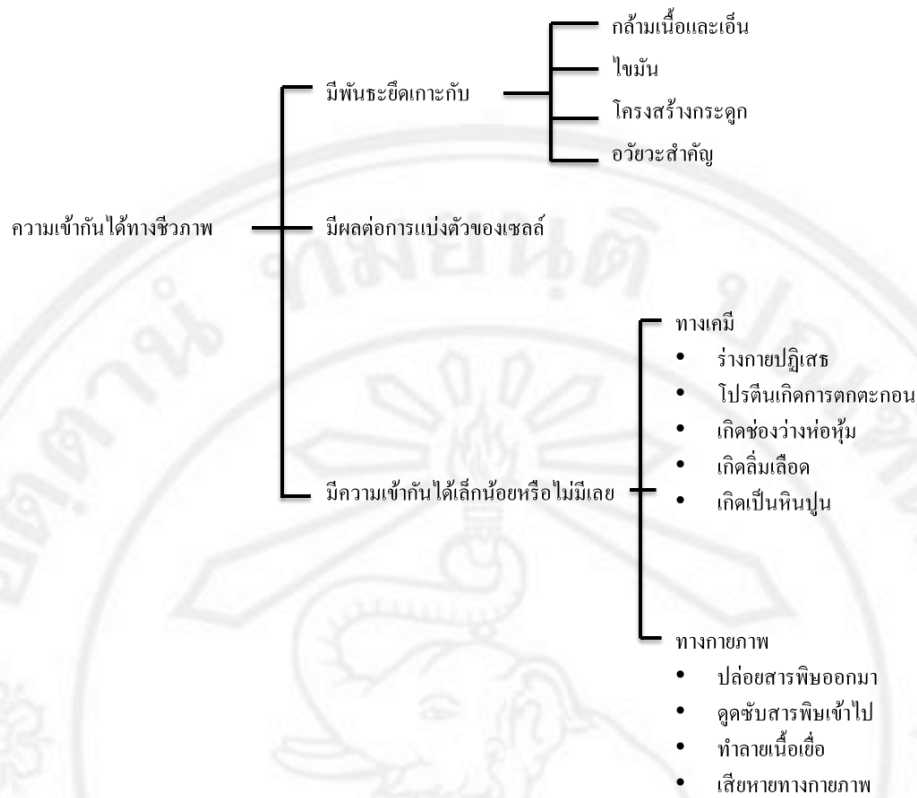 กล้ามเนื้อและเอ็น
ไขมัน
มีพันธะยึดเกาะกับ
โครงสร้างกระดูก
อวัยวะสำคัญ
ความเข้ากันได้ทางชีวภาพ
มีผลต่อการแบ่งตัวของเซลล์
ทางเคมี
• ร่างกายปฏิเสธ
• โปรตีนเกิดการตกตะกอน
• เกิดช่องว่างห่อหุ้ม
• เกิดลิ่มเลือด
มีความเข้ากันได้เล็กน้อยหรือไม่มีเลย
• เกิดเป็นหินปูน
ทางกายภาพ
• ปล่อยสารพิษออกมา
• ดูดซับสารพิษเข้าไป
• ทำลายเนื้อเยื่อ
• เสียหายทางกายภาพ